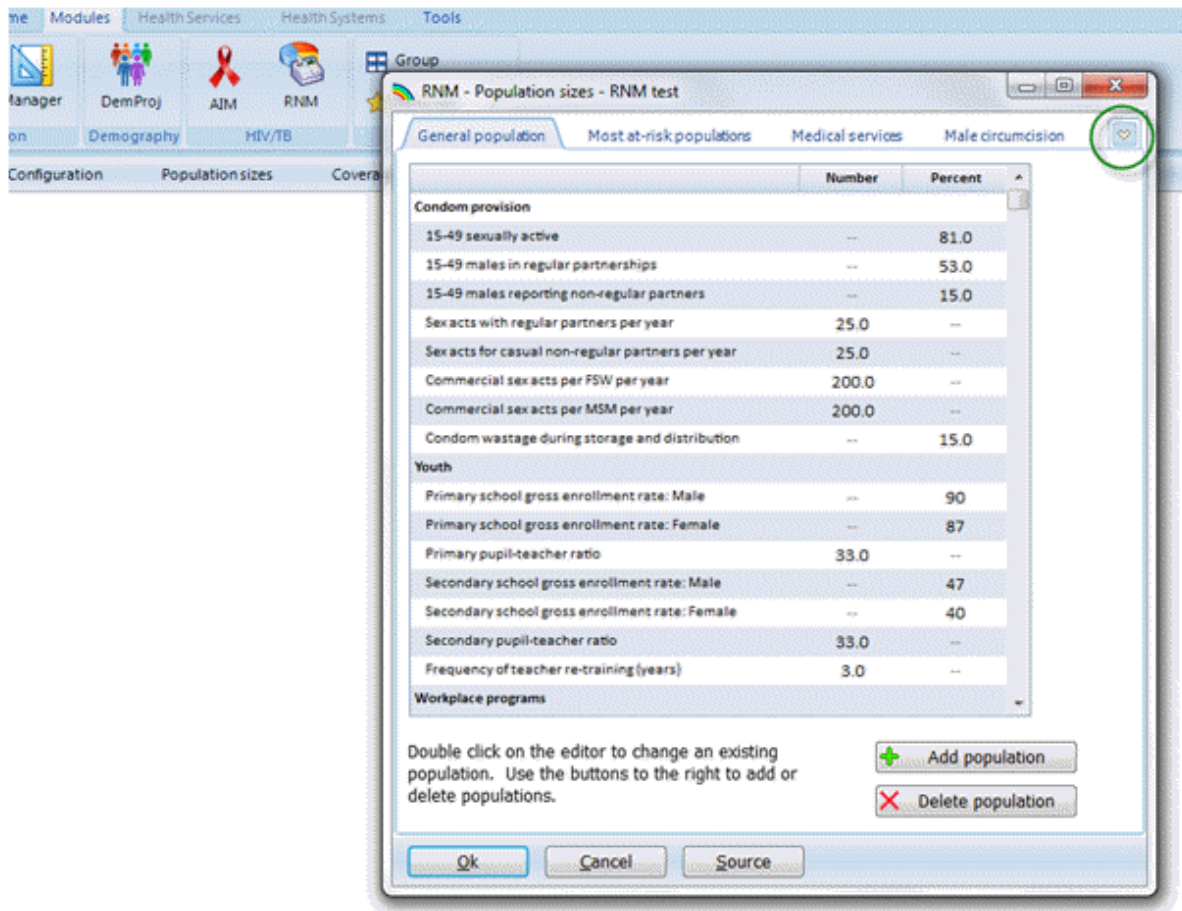 me Modules Health Services Health Systems Tools
Group
Manager DemProj AIM RNM
on Demography HIV/TB
Configuration Population sizes Covera
RNM - Population sizes - RNM test
General population Most at-risk populations Medical services Male circumcision
Number Percent
Condom provision
15-49 sexually active -- 81.0
15-49 males in regular partnerships -- 53.0
15-49 males reporting non-regular partners -- 15.0
Sex acts with regular partners per year 25.0 --
Sex acts for casual non-regular partners per year 25.0 --
Commercial sex acts per FSW per year 200.0 --
Commercial sex acts per MSM per year 200.0 --
Condom wastage during storage and distribution -- 15.0
Youth
Primary school gross enrollment rate: Male -- 90
Primary school gross enrollment rate: Female -- 87
Primary pupil-teacher ratio 33.0 --
Secondary school gross enrollment rate: Male -- 47
Secondary school gross enrollment rate: Female -- 40
Secondary pupil-teacher ratio 33.0 --
Frequency of teacher re-training (years) 3.0 --
Workplace programs
Double click on the editor to change an existing
population. Use the buttons to the right to add or
delete populations.
Add population
Delete population
Ok Cancel Source